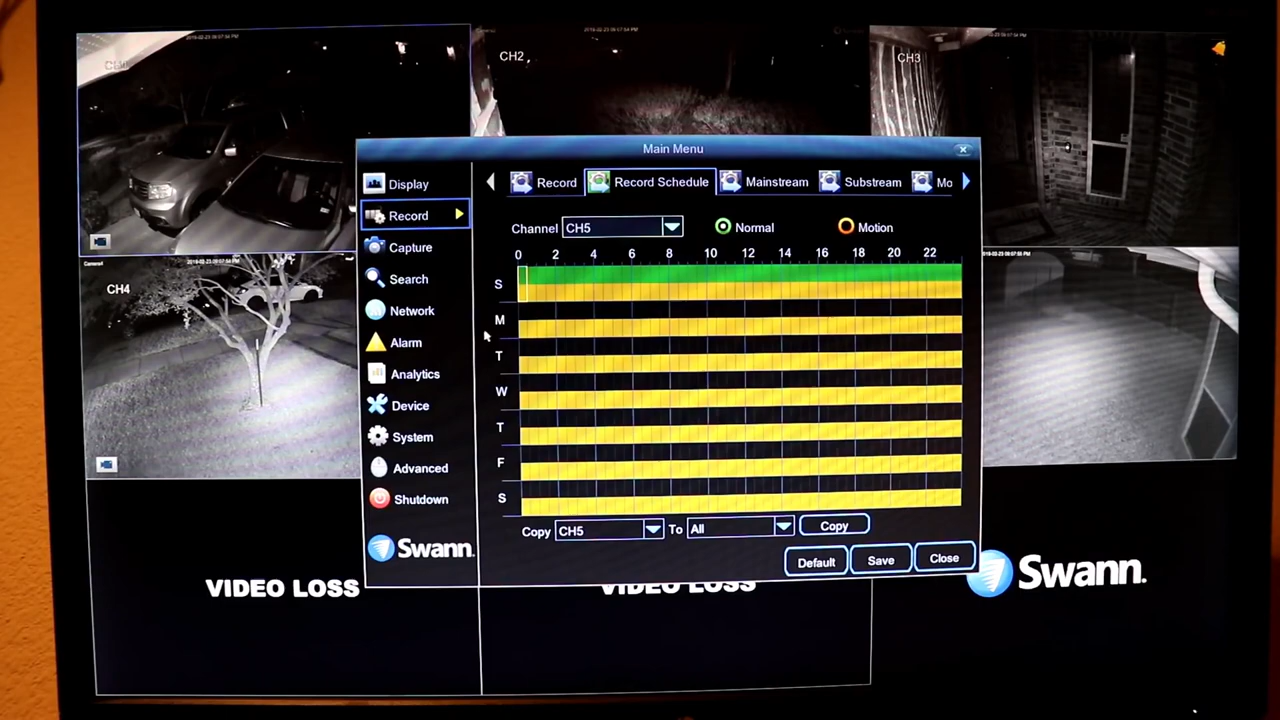 CH2
CH3
Main Menu
Display
Record
Capture
Search
Network
Alarm
Analytics
Device
System
Advanced
Shutdown
Swann.
Record Record Schedule Mainstream Substream Mo
Channel CH5 Normal Motion
0 2 4 6 8 10 12 14 16 18 20 22
S
M
T
W
T
F
S
Copy CH5 To All Copy
Default Save Close
CH4
VIDEO LOSS
VIDEO LOSS
Swann.